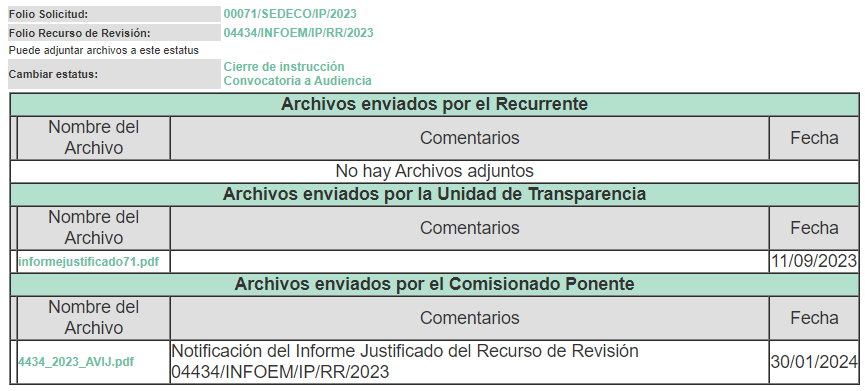 Folio Solicitud: 00071/SEDECO/IP/2023
Folio Recurso de Revisión: 04434/INFOEM/IP/RR/2023
Puede adjuntar archivos a este estatus
Cambiar estatus: Cierre de instrucción
Convocatoria a Audiencia
Archivos enviados por el Recurrente
Nombre del Archivo Comentarios Fecha
No hay Archivos adjuntos
Archivos enviados por la Unidad de Transparencia
Nombre del Archivo Comentarios Fecha
informejustificado71.pdf 11/09/2023
Archivos enviados por el Comisionado Ponente
Nombre del Archivo Comentarios Fecha
4434_2023_AVIJ.pdf Notificación del Informe Justificado del Recurso de Revisión 04434/INFOEM/IP/RR/2023 30/01/2024